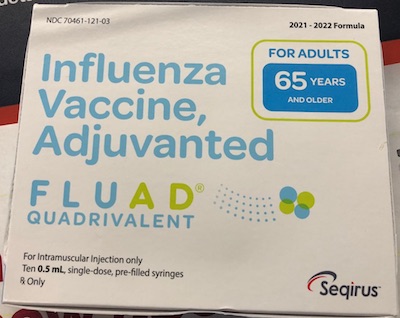 NDC 70461-121-03
2021 - 2022 Formula
Influenza
Vaccine,
Adjuvanted
FOR ADULTS
65 YEARS
AND OLDER
FLUAD®
QUADRIVALENT
For Intramuscular Injection only
Ten 0.5 mL, single-dose, pre-filled syringes
℞ Only
Seqirus™